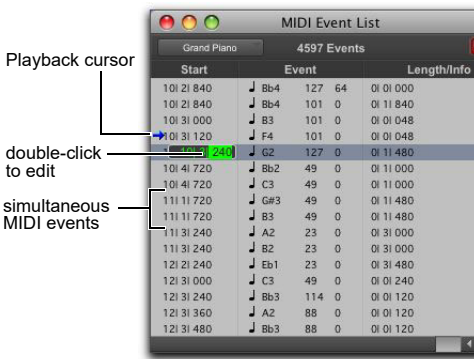 MIDI Event List
Grand Piano 4597 Events
Start Event Length/Info
Playback cursor
double-click
to edit
simultaneous
MIDI events
10| 2| 840 Bb4 127 64 0| 0| 000
10| 2| 840 Bb4 101 0 0| 1| 840
10| 3| 000 B3 101 0 0| 0| 048
10| 3| 120 F4 101 0 0| 0| 048
240 G2 127 0 0| 1| 480
10| 4| 720 Bb2 49 0 0| 1| 000
10| 4| 720 C3 49 0 0| 1| 000
11| 1| 720 G#3 49 0 0| 1| 480
11| 1| 720 B3 49 0 0| 1| 480
11| 3| 240 A2 23 0 0| 3| 000
11| 3| 240 B2 23 0 0| 3| 000
12| 2| 240 Eb1 23 0 0| 3| 480
12| 3| 000 C3 49 0 0| 0| 240
12| 3| 240 Bb3 114 0 0| 0| 120
12| 3| 360 A2 88 0 0| 0| 120
12| 3| 480 Bb3 88 0 0| 0| 120